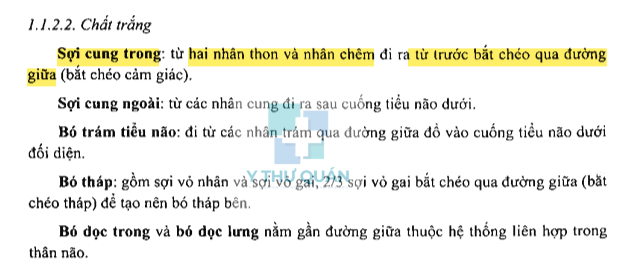 1.1.2.2. Chất trắng
Sợi cung trong: từ hai nhân thon và nhân chêm đi ra từ trước bắt chéo qua đường
giữa (bắt chéo cảm giác).
Sợi cung ngoài: từ các nhân cung đi ra sau cuống tiểu não dưới.
Bó trám tiểu não: đi từ các nhân trám qua đường giữa đổ vào cuống tiểu não dưới
đối diện.
Y THƯ QUÁN
Bó tháp: gồm sợi vỏ nhân và sợi vỏ gai, 2/3 sợi vỏ gai bắt chéo qua đường giữa (bắt
chéo tháp) để tạo nên bó tháp bên.
Bó dọc trong và bó dọc lưng nằm gần đường giữa thuộc hệ thống liên hợp trong
thân não.